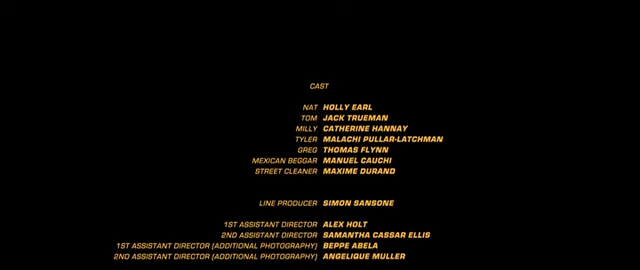 CAST
NAT HOLLY EARL
TOM JACK TRUEMAN
MILLY CATHERINE HANNAY
TYLER MALACHI PULLAR-LATCHMAN
GREG THOMAS FLYNN
MEXICAN BEGGAR MANUEL CAUCHI
STREET CLEANER MAXIME DURAND
LINE PRODUCER SIMON SANSONE
1ST ASSISTANT DIRECTOR ALEX HOLT
2ND ASSISTANT DIRECTOR SAMANTHA CASSAR ELLIS
1ST ASSISTANT DIRECTOR (ADDITIONAL PHOTOGRAPHY) BEPPE ABELA
2ND ASSISTANT DIRECTOR (ADDITIONAL PHOTOGRAPHY) ANGELIQUE MULLER